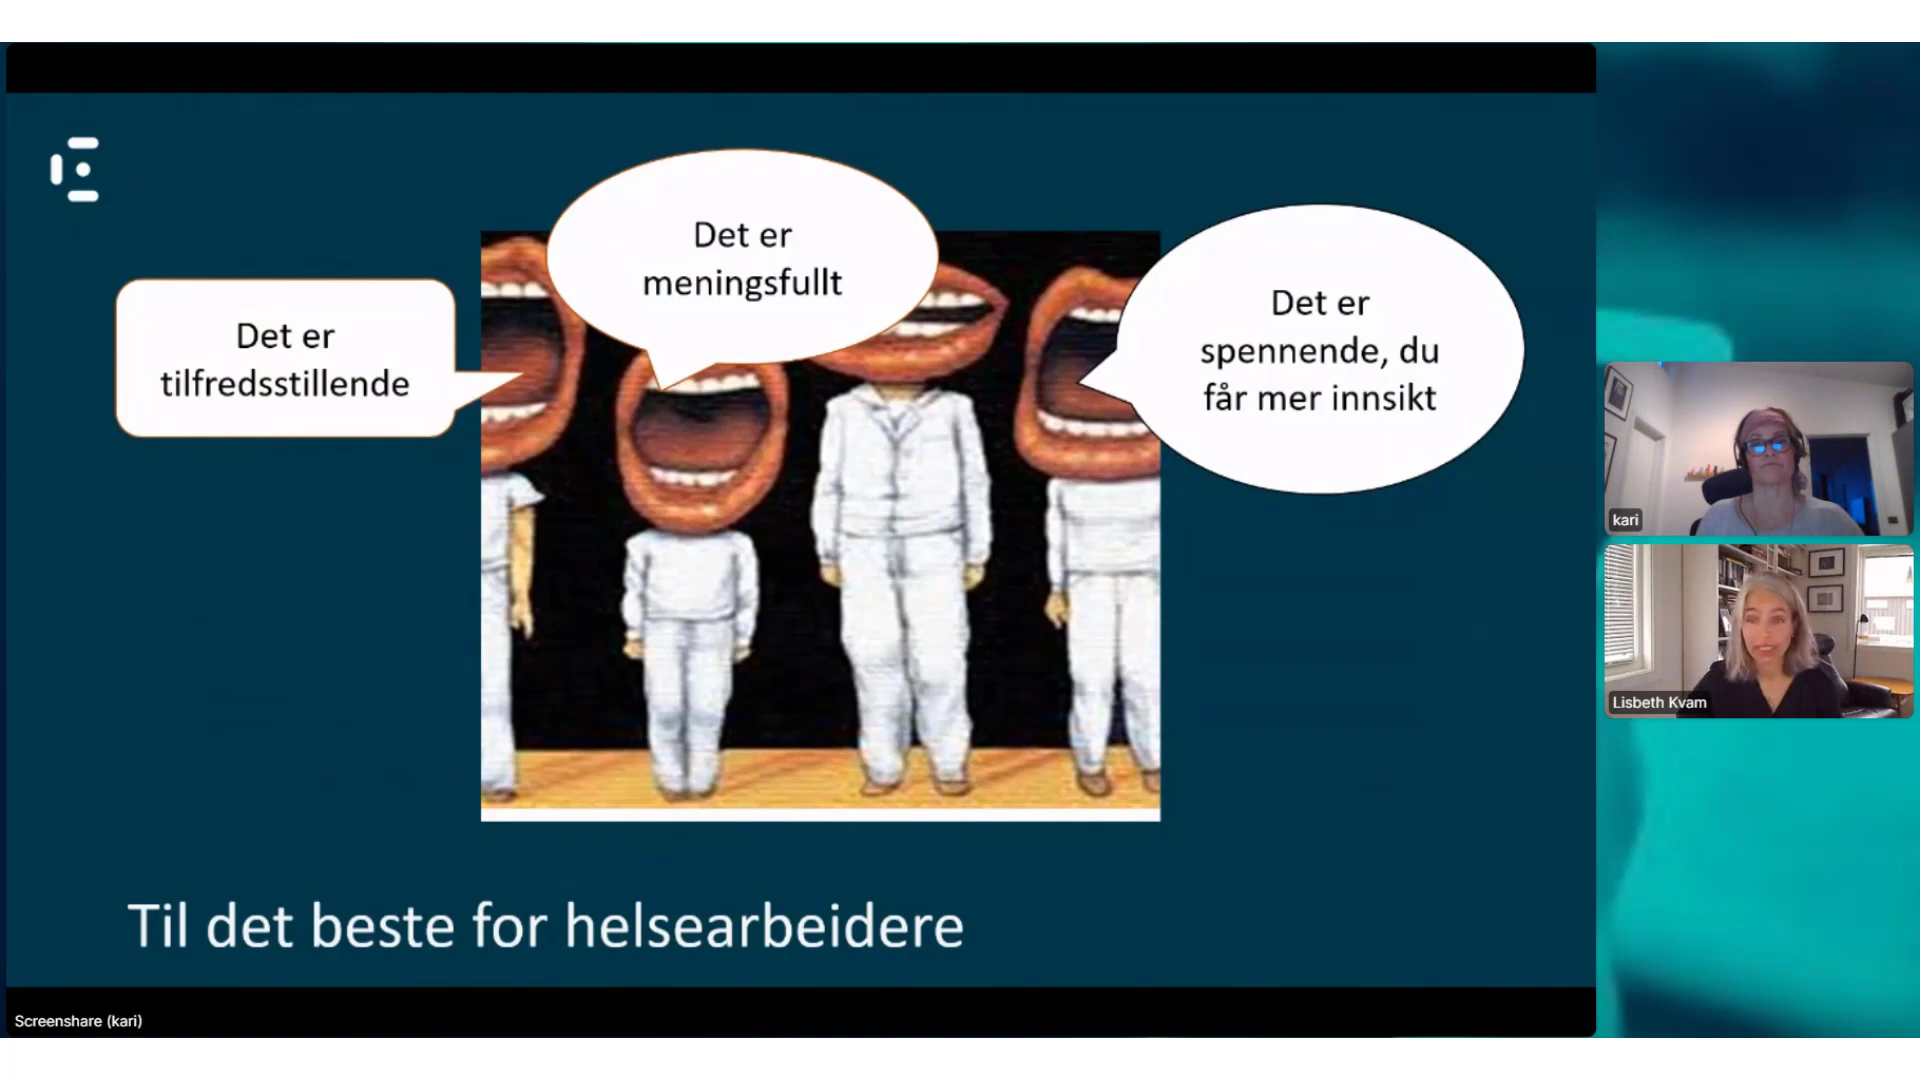 Det er
meningsfullt
Det er
tilfredsstillende
Det er
spennende, du
får mer innsikt
Til det beste for helsearbeidere
kari
Lisbeth Kvam
Screenshare (kari)